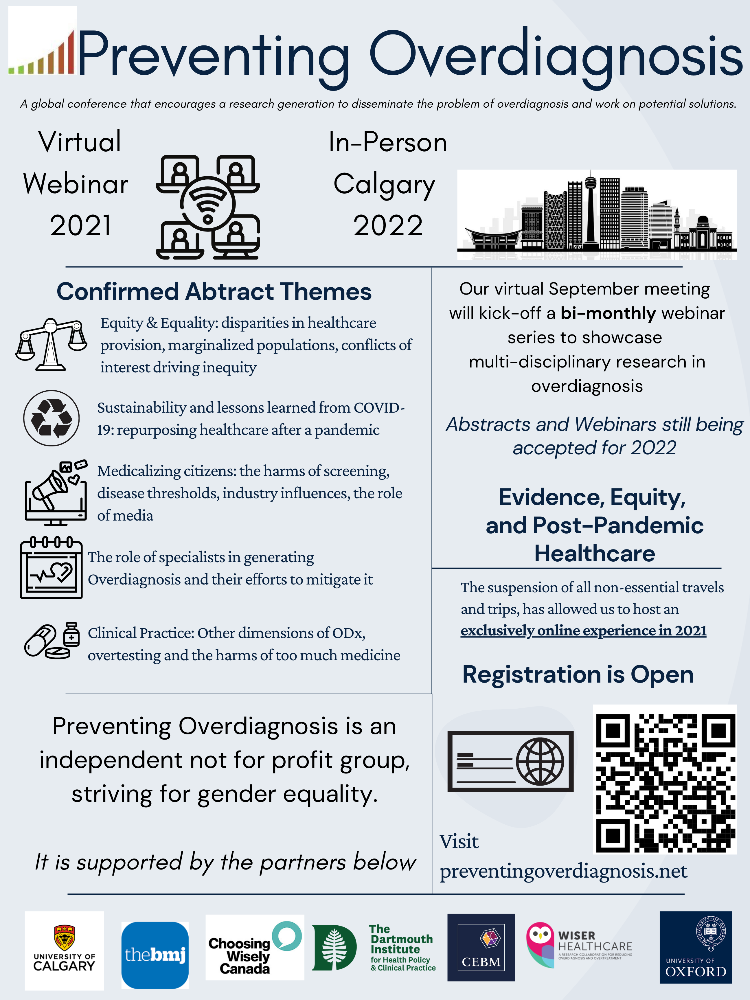 Preventing Overdiagnosis
A global conference that encourages a research generation to disseminate the problem of overdiagnosis and work on potential solutions.
Virtual
Webinar
2021
In-Person
Calgary
2022
Confirmed Abtract Themes
Equity & Equality: disparities in healthcare
provision, marginalized populations, conflicts of
interest driving inequity
Sustainability and lessons learned from COVID-
19: repurposing healthcare after a pandemic
Medicalizing citizens: the harms of screening,
disease thresholds, industry influences, the role
of media
The role of specialists in generating
Overdiagnosis and their efforts to mitigate it
Clinical Practice: Other dimensions of ODx,
overtesting and the harms of too much medicine
Our virtual September meeting
will kick-off a bi-monthly webinar
series to showcase
multi-disciplinary research in
overdiagnosis
Abstracts and Webinars still being
accepted for 2022
Evidence, Equity,
and Post-Pandemic
Healthcare
The suspension of all non-essential travels
and trips, has allowed us to host an
exclusively online experience in 2021
Registration is Open
Preventing Overdiagnosis is an
independent not for profit group,
striving for gender equality.
It is supported by the partners below
Visit
preventingoverdiagnosis.net
UNIVERSITY OF
CALGARY
thebmj
Choosing
Wisely
Canada
The
Dartmouth
Institute
for Health Policy
& Clinical Practice
CEBM
WISER
HEALTHCARE
A RESEARCH COLLABORATION FOR REDUCING
OVERDIAGNOSIS AND OVERTREATMENT
UNIVERSITY·OF·OXFORD
UNIVERSITY OF
OXFORD